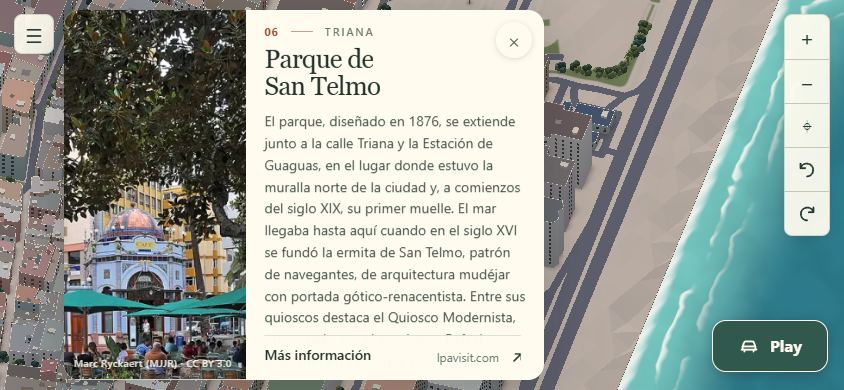 06 TRIANA
Parque de
San Telmo
El parque, diseñado en 1876, se extiende
junto a la calle Triana y la Estación de
Guaguas, en el lugar donde estuvo la
muralla norte de la ciudad y, a comienzos
del siglo XIX, su primer muelle. El mar
llegaba hasta aquí cuando en el siglo XVI
se fundó la ermita de San Telmo, patrón
de navegantes, de arquitectura mudéjar
con portada gótico-renacentista. Entre sus
quioscos destaca el Quiosco Modernista,
Más información lpavisit.com
Marc Ryckaert (MJJR) · CC BY 3.0
Play